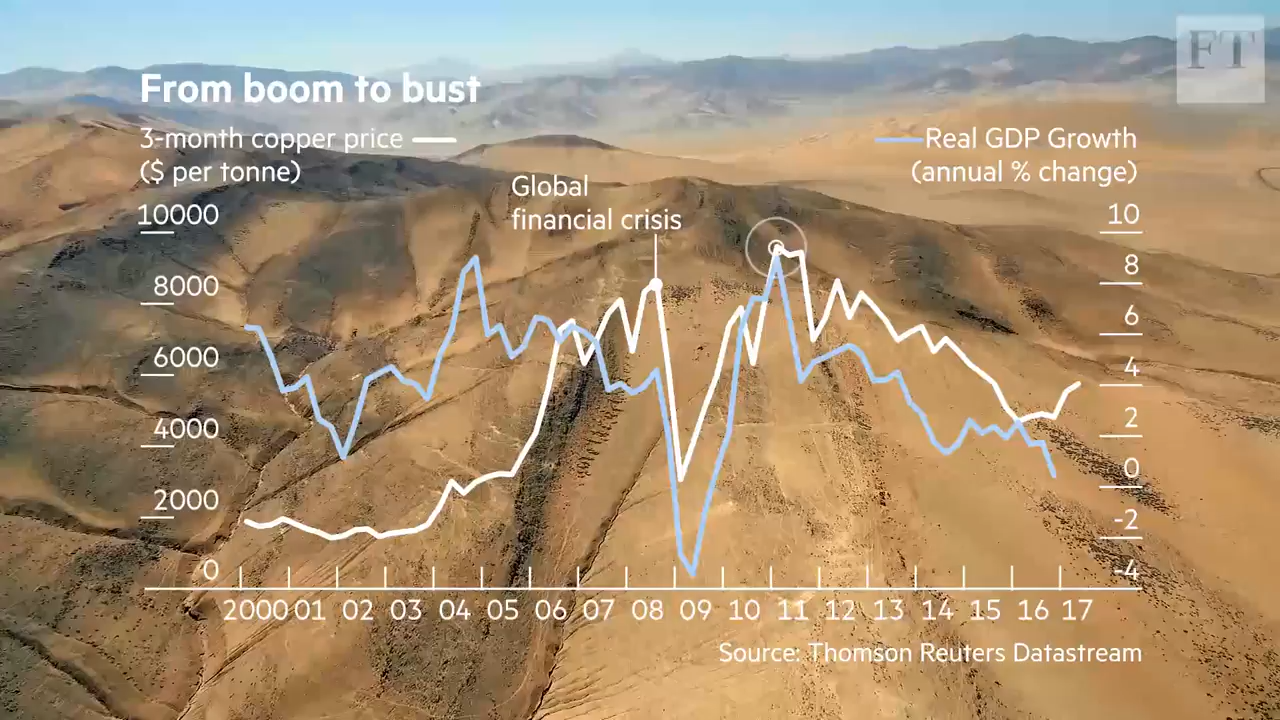 FT
From boom to bust
3-month copper price
($ per tonne)
Real GDP Growth
(annual % change)
Global
financial crisis
10000
8000
6000
4000
2000
0
10
8
6
4
2
0
-2
-4
2000 01 02 03 04 05 06 07 08 09 10 11 12 13 14 15 16 17
Source: Thomson Reuters Datastream